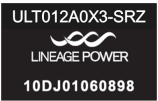 ULT012A0X3-SRZ
LINEAGE POWER
10DJ01060898